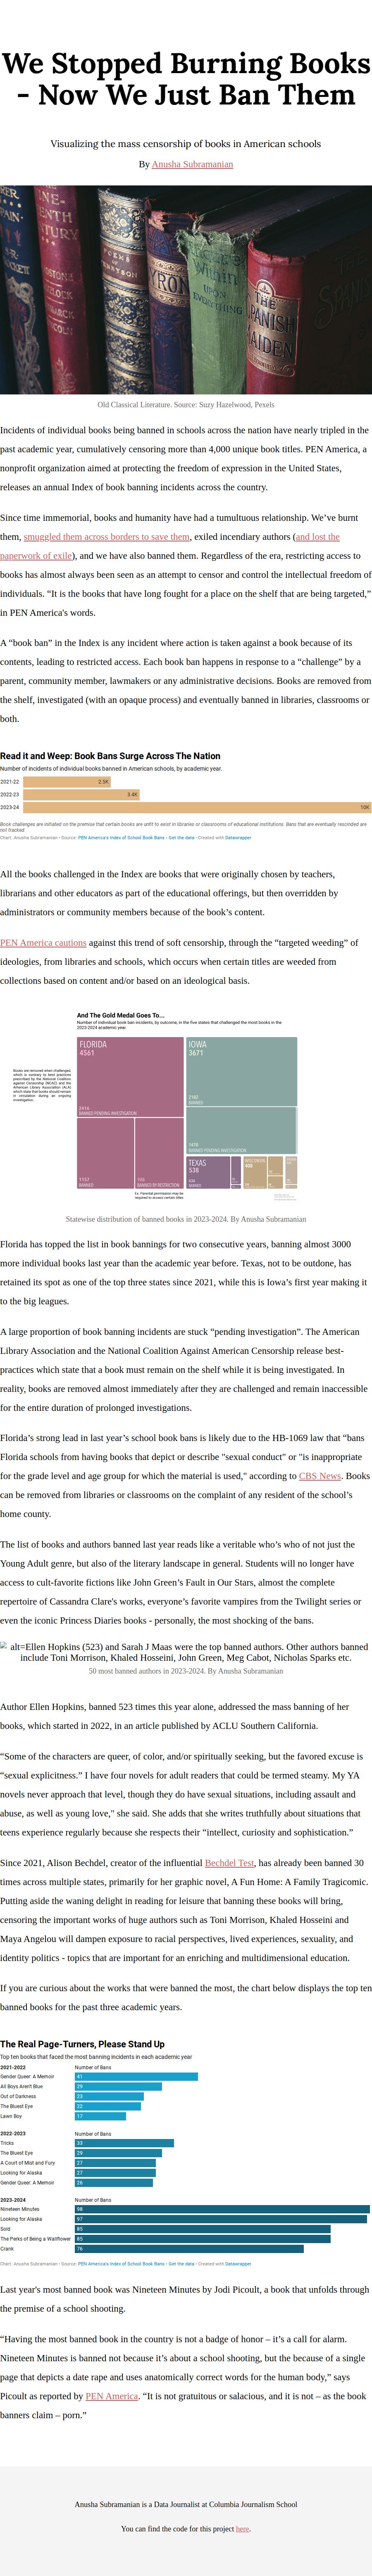 We Stopped Burning Books
- Now We Just Ban Them
Visualizing the mass censorship of books in American schools
By Anusha Subramanian
Old Classical Literature. Source: Suzy Hazelwood, Pexels
Incidents of individual books being banned in schools across the nation have nearly tripled in the
past academic year, cumulatively censoring more than 4,000 unique book titles. PEN America, a
nonprofit organization aimed at protecting the freedom of expression in the United States,
releases an annual Index of book banning incidents across the country.
Since time immemorial, books and humanity have had a tumultuous relationship. We’ve burnt
them, smuggled them across borders to save them, exiled incendiary authors (and lost the
paperwork of exile), and we have also banned them. Regardless of the era, restricting access to
books has almost always been seen as an attempt to censor and control the intellectual freedom of
individuals. “It is the books that have long fought for a place on the shelf that are being targeted,”
in PEN America's words.
A “book ban” in the Index is any incident where action is taken against a book because of its
contents, leading to restricted access. Each book ban happens in response to a “challenge” by a
parent, community member, lawmakers or any administrative decisions. Books are removed from
the shelf, investigated (with an opaque process) and eventually banned in libraries, classrooms or
both.
Read it and Weep: Book Bans Surge Across The Nation
Number of incidents of individual books banned in American schools, by academic year.
2021-22 2.5K
2022-23 3.4K
2023-24 10K
Book challenges are initiated on the premise that certain books are unfit to exist in libraries or classrooms of educational institutions. Bans that are eventually rescinded are
not tracked.
Chart: Anusha Subramanian • Source: PEN America's Index of School Book Bans • Get the data • Created with Datawrapper
All the books challenged in the Index are books that were originally chosen by teachers,
librarians and other educators as part of the educational offerings, but then overridden by
administrators or community members because of the book’s content.
PEN America cautions against this trend of soft censorship, through the “targeted weeding” of
ideologies, from libraries and schools, which occurs when certain titles are weeded from
collections based on content and/or based on an ideological basis.
And The Gold Medal Goes To...
Number of individual book ban incidents, by outcome, in the five states that challenged the most books in the
2023-2024 academic year.
Books are removed when challenged,
which is contrary to best practices
prescribed by the National Coalition
against Censorship (NCAC) and the
American Library Association (ALA)
which state that books should remain
in circulation during an ongoing
investigation.
FLORIDA
4561
BANNED PENDING INVESTIGATION
1157
BANNED
BANNED BY RESTRICTION
IOWA
3671
BANNED
BANNED PENDING INVESTIGATION
TEXAS
538
BANNED
WISCONSIN
408
Ex. Parental permission may be
required to access certain titles
Statewise distribution of banned books in 2023-2024. By Anusha Subramanian
Florida has topped the list in book bannings for two consecutive years, banning almost 3000
more individual books last year than the academic year before. Texas, not to be outdone, has
retained its spot as one of the top three states since 2021, while this is Iowa’s first year making it
to the big leagues.
A large proportion of book banning incidents are stuck “pending investigation”. The American
Library Association and the National Coalition Against American Censorship release best-
practices which state that a book must remain on the shelf while it is being investigated. In
reality, books are removed almost immediately after they are challenged and remain inaccessible
for the entire duration of prolonged investigations.
Florida’s strong lead in last year’s school book bans is likely due to the HB-1069 law that “bans
Florida schools from having books that depict or describe "sexual conduct" or "is inappropriate
for the grade level and age group for which the material is used," according to CBS News. Books
can be removed from libraries or classrooms on the complaint of any resident of the school’s
home county.
The list of books and authors banned last year reads like a veritable who’s who of not just the
Young Adult genre, but also of the literary landscape in general. Students will no longer have
access to cult-favorite fictions like John Green’s Fault in Our Stars, almost the complete
repertoire of Cassandra Clare's works, everyone’s favorite vampires from the Twilight series or
even the iconic Princess Diaries books - personally, the most shocking of the bans.
alt=Ellen Hopkins (523) and Sarah J Maas were the top banned authors. Other authors banned
include Toni Morrison, Khaled Hosseini, John Green, Meg Cabot, Nicholas Sparks etc.
50 most banned authors in 2023-2024. By Anusha Subramanian
Author Ellen Hopkins, banned 523 times this year alone, addressed the mass banning of her
books, which started in 2022, in an article published by ACLU Southern California.
“Some of the characters are queer, of color, and/or spiritually seeking, but the favored excuse is
“sexual explicitness.” I have four novels for adult readers that could be termed steamy. My YA
novels never approach that level, though they do have sexual situations, including assault and
abuse, as well as young love," she said. She adds that she writes truthfully about situations that
teens experience regularly because she respects their “intellect, curiosity and sophistication.”
Since 2021, Alison Bechdel, creator of the influential Bechdel Test, has already been banned 30
times across multiple states, primarily for her graphic novel, A Fun Home: A Family Tragicomic.
Putting aside the waning delight in reading for leisure that banning these books will bring,
censoring the important works of huge authors such as Toni Morrison, Khaled Hosseini and
Maya Angelou will dampen exposure to racial perspectives, lived experiences, sexuality, and
identity politics - topics that are important for an enriching and multidimensional education.
If you are curious about the works that were banned the most, the chart below displays the top ten
banned books for the past three academic years.
The Real Page-Turners, Please Stand Up
Top ten books that faced the most banning incidents in each academic year
2021-2022 Number of Bans
Gender Queer: A Memoir 41
All Boys Aren't Blue 29
Out of Darkness 23
The Bluest Eye 22
Lawn Boy 17
2022-2023 Number of Bans
Tricks 33
The Bluest Eye 29
A Court of Mist and Fury 27
Looking for Alaska 27
Gender Queer: A Memoir 26
2023-2024 Number of Bans
Nineteen Minutes 98
Looking for Alaska 97
Sold 85
The Perks of Being a Wallflower 85
Crank 76
Chart: Anusha Subramanian • Source: PEN America's Index of School Book Bans • Get the data • Created with Datawrapper
Last year's most banned book was Nineteen Minutes by Jodi Picoult, a book that unfolds through
the premise of a school shooting.
“Having the most banned book in the country is not a badge of honor – it’s a call for alarm.
Nineteen Minutes is banned not because it’s about a school shooting, but because of a single
page that depicts a date rape and uses anatomically correct words for the human body,” says
Picoult as reported by PEN America. “It is not gratuitous or salacious, and it is not – as the book
banners claim – porn.”
Anusha Subramanian is a Data Journalist at Columbia Journalism School
You can find the code for this project here.